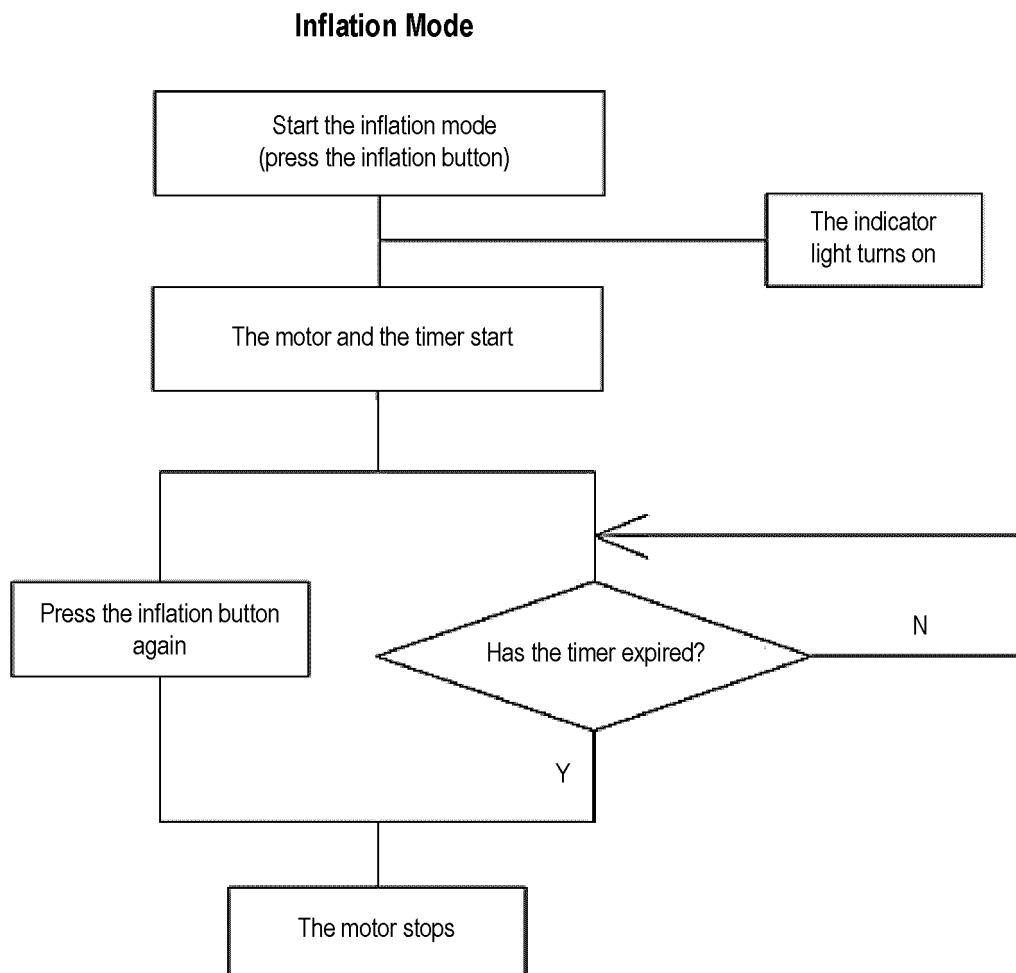 Inflation Mode
Start the inflation mode
(press the inflation button)
The indicator
light turns on
The motor and the timer start
Press the inflation button
again
Has the timer expired?
N
Y
The motor stops